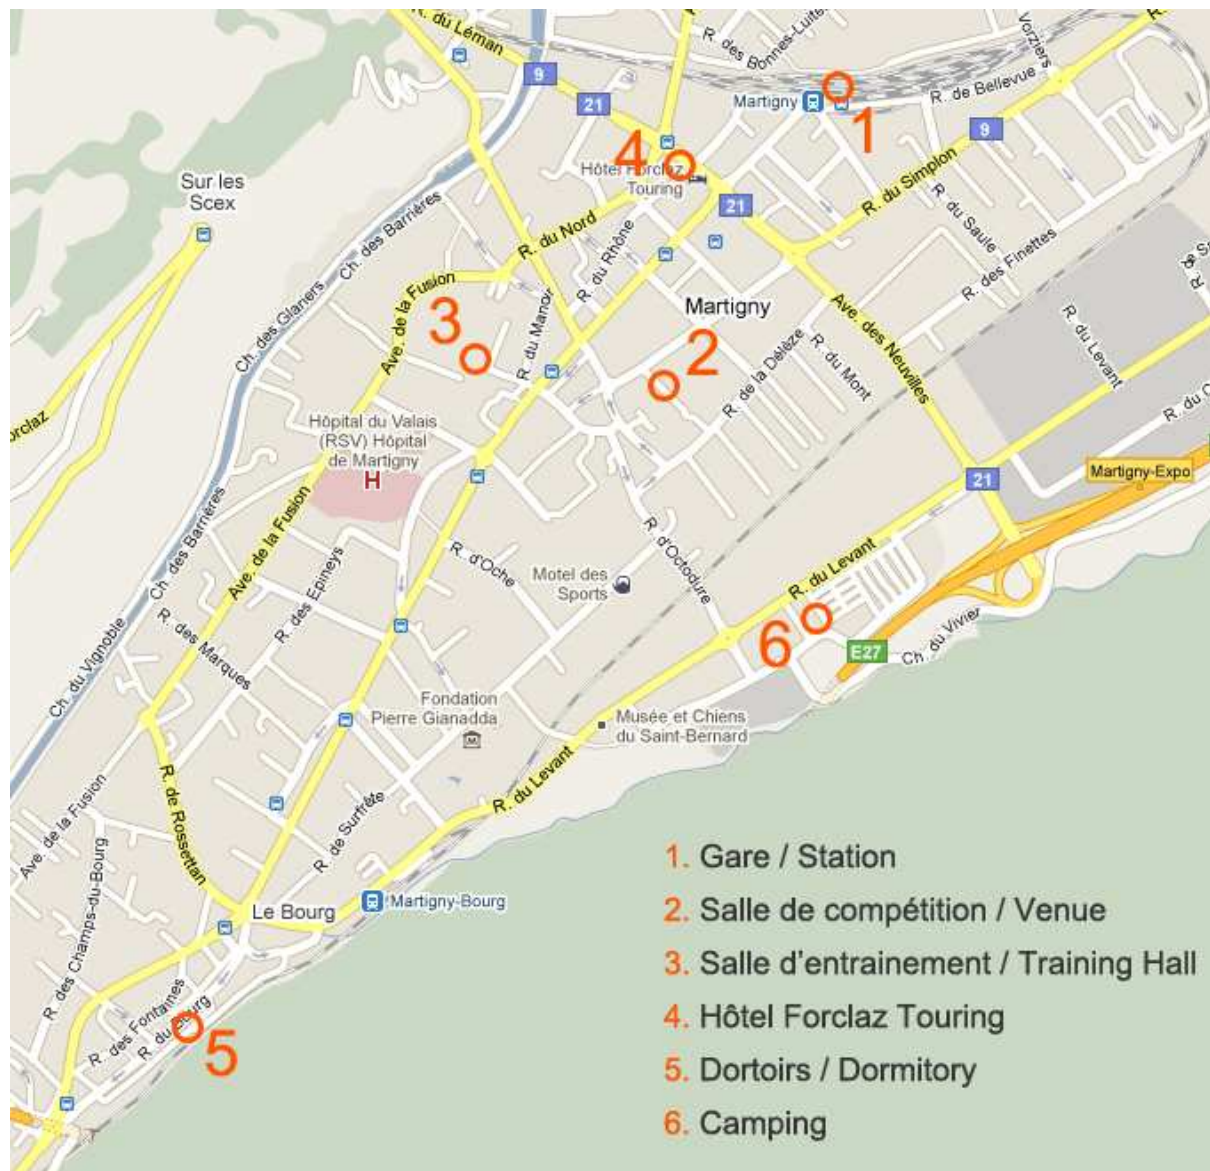 R. du Léman
R. des Bonnes-Luites
Vorziers
9
21
Martigny
R. de Bellevue
1
9
4
Hôtel Forclaz
Touring
R. du Simplon
Sur les
Scex
21
Ch. des Barrières
R. du Nord
R. du Rhône
R. du Saule
R. des Finettes
Ave. de la Fusion
3
R. du Manoir
Martigny
2
Ave. des Neuvilles
R. du Levant
Ch. des Glariers
R. de la Délèze
R. du Mont
Hôpital du Valais
(RSV) Hôpital
de Martigny
H
Martigny-Expo
21
Ch. des Barrières
Ave. de la Fusion
R. des Epineys
R. d'Oche
R. d'Octodure
Motel des
Sports
R. du Levant
6
E27
Ch. du Vivier
Ch. du Vignoble
R. des Marques
Fondation
Pierre Gianadda
Musée et Chiens
du Saint-Bernard
R. du Levant
Ave. de la Fusion
R. de Rossettan
R. de Surfrête
R. des Champs-du-Bourg
Le Bourg
Martigny-Bourg
R. des Fontaines
R. du Bourg
5
1. Gare / Station
2. Salle de compétition / Venue
3. Salle d'entrainement / Training Hall
4. Hôtel Forclaz Touring
5. Dortoirs / Dormitory
6. Camping